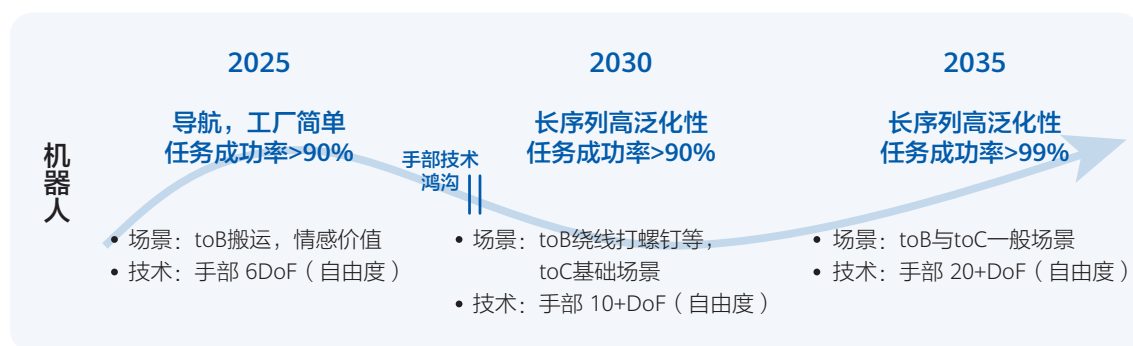 机器人
2025
导航，工厂简单
任务成功率>90%
• 场景：toB搬运，情感价值
• 技术：手部 6DoF（自由度）
手部技术
鸿沟
2030
长序列高泛化性
任务成功率>90%
• 场景：toB绕线打螺钉等，
toC基础场景
• 技术：手部 10+DoF（自由度）
2035
长序列高泛化性
任务成功率>99%
• 场景：toB与toC一般场景
• 技术：手部 20+DoF（自由度）